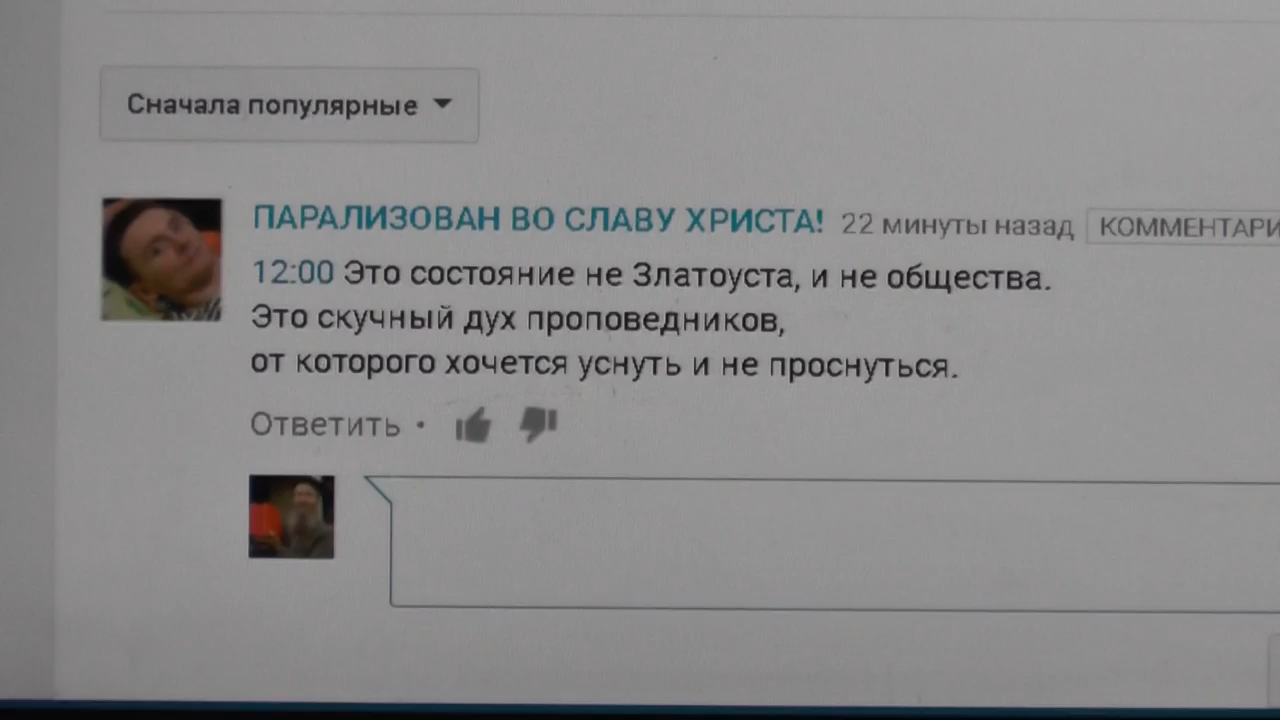 Сначала популярные
ПАРАЛИЗОВАН ВО СЛАВУ ХРИСТА! 22 минуты назад КОММЕНТАРИ
12:00 Это состояние не Златоуста, и не общества.
Это скучный дух проповедников,
от которого хочется уснуть и не проснуться.
Ответить •